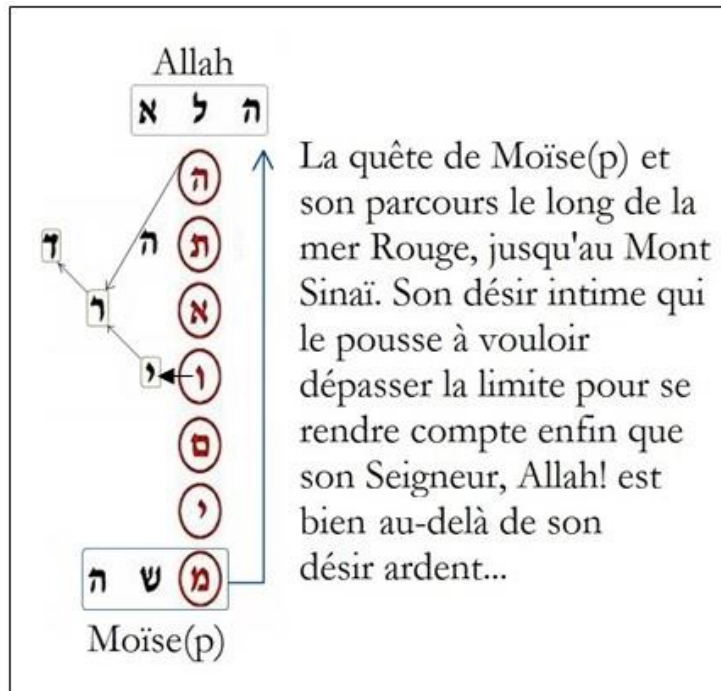 Allah
ה ל א
ה
ת ה ד
א ר
ו י
ם
י
מ ש ה
Moïse(p)
La quête de Moïse(p) et
son parcours le long de la
mer Rouge, jusqu'au Mont
Sinaï. Son désir intime qui
le pousse à vouloir
dépasser la limite pour se
rendre compte enfin que
son Seigneur, Allah! est
bien au-delà de son
désir ardent...